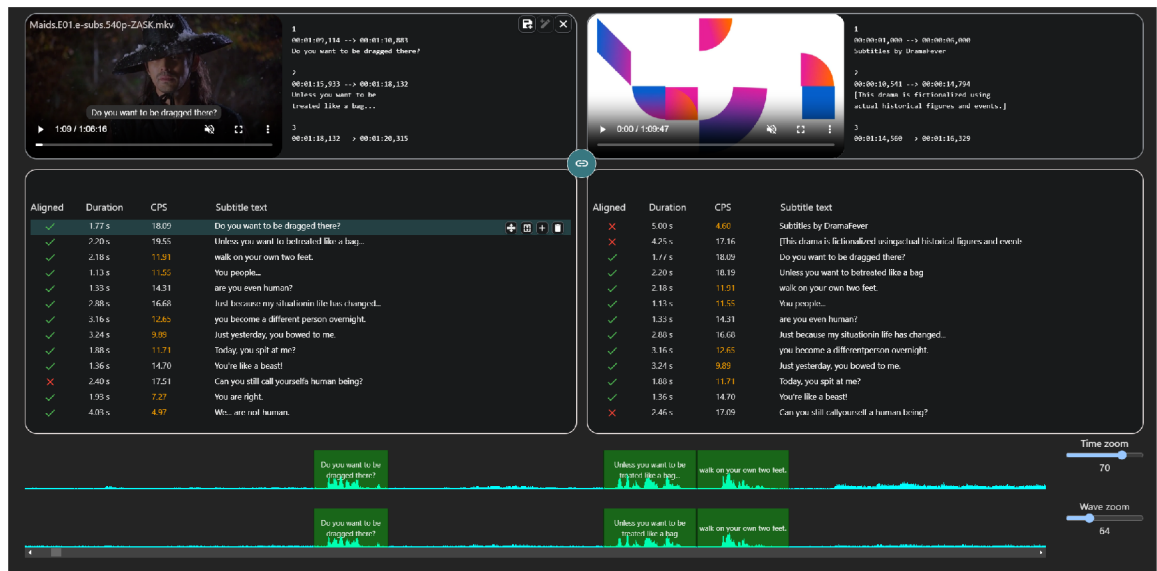 Maids.E01.e-subs.540p-ZASK.mkv
Do you want to be dragged there?
1:09 / 1:06:16
1
00:01:09,114 --> 00:01:10,883
Do you want to be dragged there?
2
00:01:15,933 --> 00:01:18,132
Unless you want to be
treated like a bag...
3
00:01:18,132 --> 00:01:20,315
0:00 / 1:09:47
1
00:00:01,000 --> 00:00:06,000
Subtitles by DramaFever
2
00:00:10,541 --> 00:00:14,794
[This drama is fictionalized using
actual historical figures and events.]
3
00:01:14,560 --> 00:01:16,329
Aligned Duration CPS Subtitle text
1.77 s 18.09 Do you want to be dragged there?
2.20 s 19.55 Unless you want to betreated like a bag...
2.18 s 11.91 walk on your own two feet.
1.13 s 11.55 You people...
1.33 s 14.31 are you even human?
2.88 s 16.68 Just because my situationin life has changed...
3.16 s 12.65 you become a different person overnight.
3.24 s 9.89 Just yesterday, you bowed to me.
1.88 s 11.71 Today, you spit at me?
1.36 s 14.70 You're like a beast!
2.40 s 17.51 Can you still call yourselfa human being?
1.93 s 7.27 You are right.
4.03 s 4.97 We... are not human.
Aligned Duration CPS Subtitle text
5.00 s 4.60 Subtitles by DramaFever
4.25 s 17.16 [This drama is fictionalized usingactual historical figures and events
1.77 s 18.09 Do you want to be dragged there?
2.20 s 18.19 Unless you want to betreated like a bag
2.18 s 11.91 walk on your own two feet.
1.13 s 11.55 You people...
1.33 s 14.31 are you even human?
2.88 s 16.68 Just because my situationin life has changed...
3.16 s 12.65 you become a differentperson overnight.
3.24 s 9.89 Just yesterday, you bowed to me.
1.88 s 11.71 Today, you spit at me?
1.36 s 14.70 You're like a beast!
2.46 s 17.09 Can you still callyourself a human being?
Do you want to be
dragged there?
Unless you want to be
treated like a bag...
walk on your own two feet.
Time zoom
70
Do you want to be
dragged there?
Unless you want to be
treated like a bag
walk on your own two feet.
Wave zoom
64